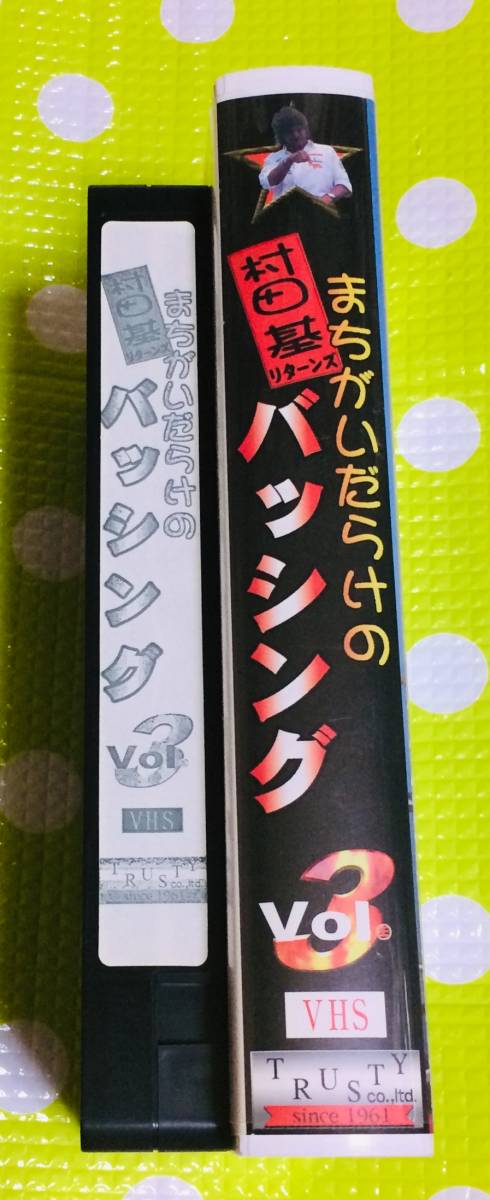 まちがいだらけの
村田基
リターンズ
バッシング
Vol.3
VHS
TRUSTY
co.,ltd.
since 1961
まちがいだらけの
村田基
リターンズ
バッシング
Vol.3
VHS
TRUSTY
co.,ltd.
since 1961